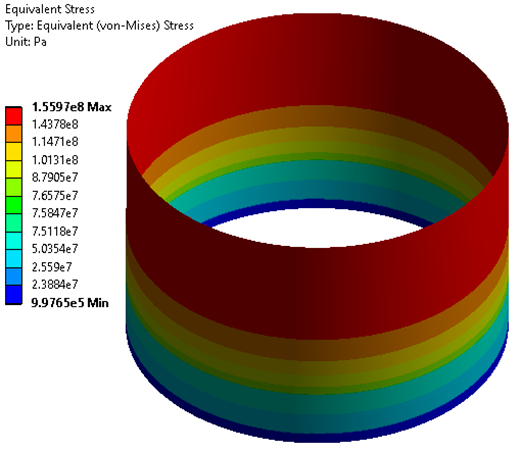 Equivalent Stress
Type: Equivalent (von-Mises) Stress
Unit: Pa
1.5597e8 Max
1.4378e8
1.1471e8
1.0131e8
8.7905e7
7.6575e7
7.5847e7
7.5118e7
5.0354e7
2.559e7
2.3884e7
9.9765e5 Min